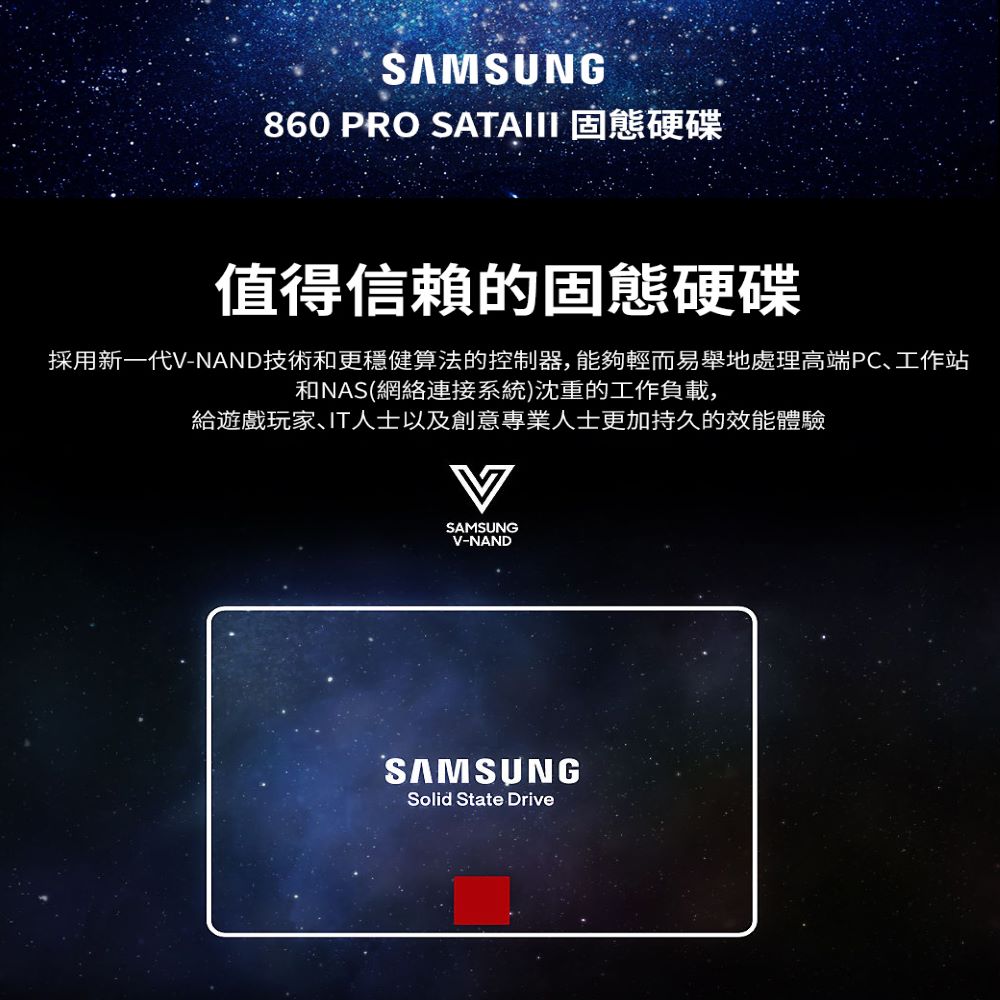 SAMSUNG
860 PRO SATAIII 固態硬碟
值得信賴的固態硬碟
採用新一代V-NAND技術和更穩健算法的控制器,能夠輕而易舉地處理高端PC、工作站
和NAS(網絡連接系統)沈重的工作負載,
給遊戲玩家、IT人士以及創意專業人士更加持久的效能體驗
SAMSUNG
V-NAND
SAMSUNG
Solid State Drive